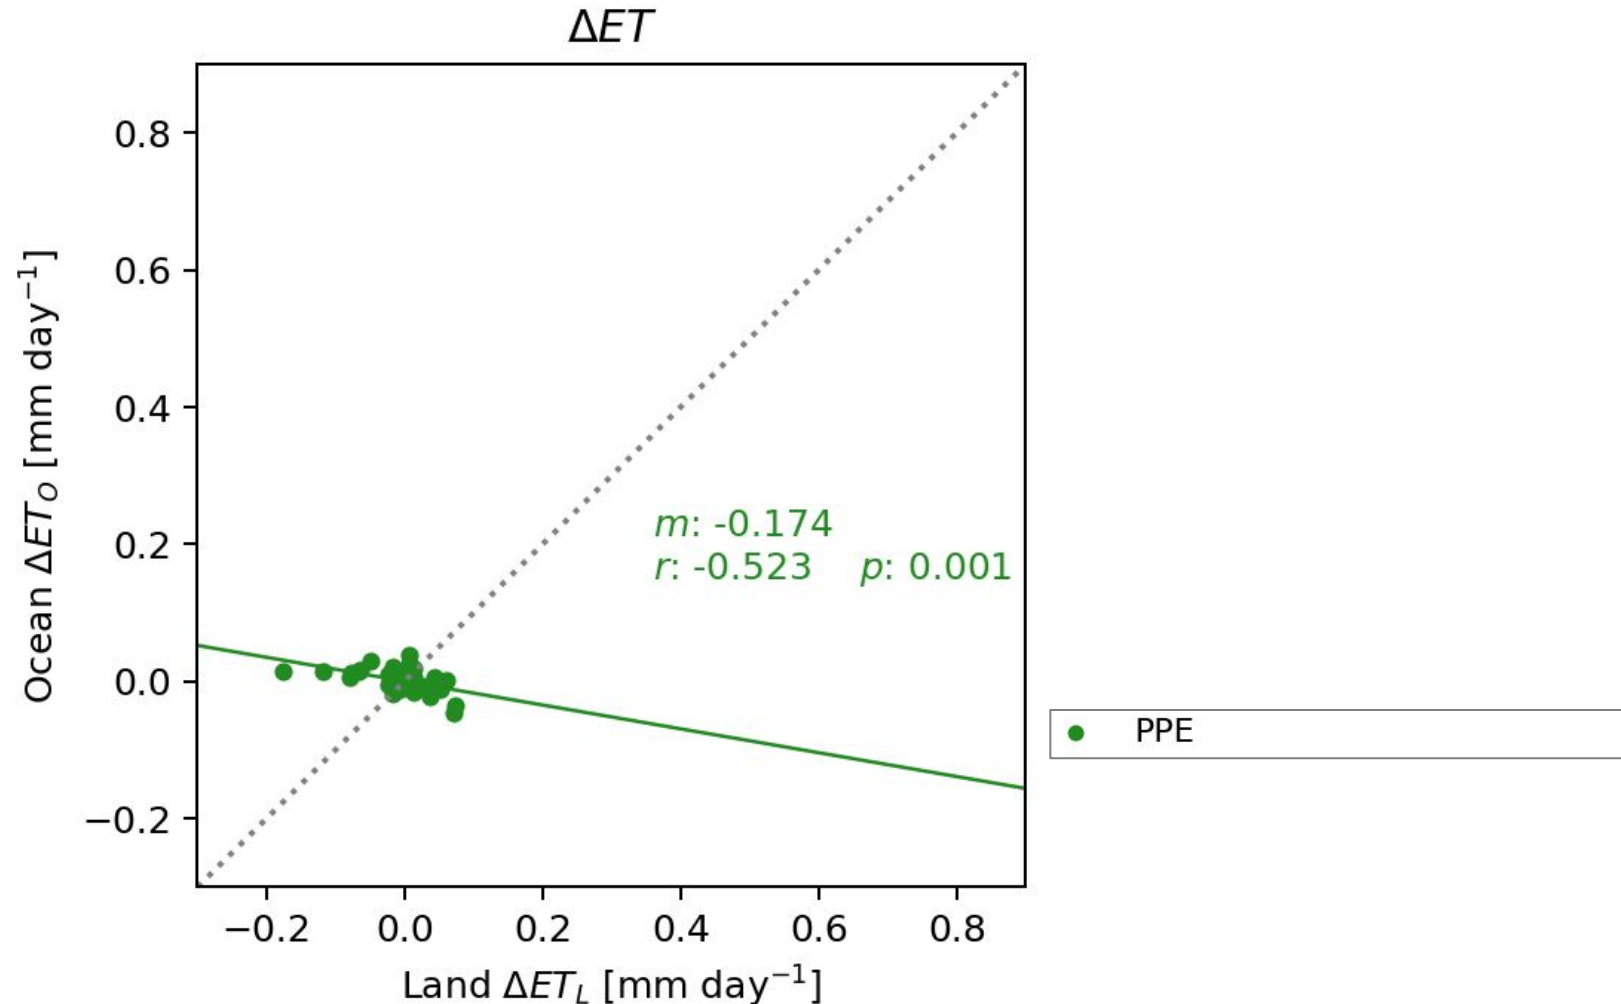 ΔET
0.8
0.6
0.4
0.2
0.0
−0.2
Ocean ΔET_O [mm day⁻¹]
m: -0.174
r: -0.523 p: 0.001
PPE
−0.2 0.0 0.2 0.4 0.6 0.8
Land ΔET_L [mm day⁻¹]